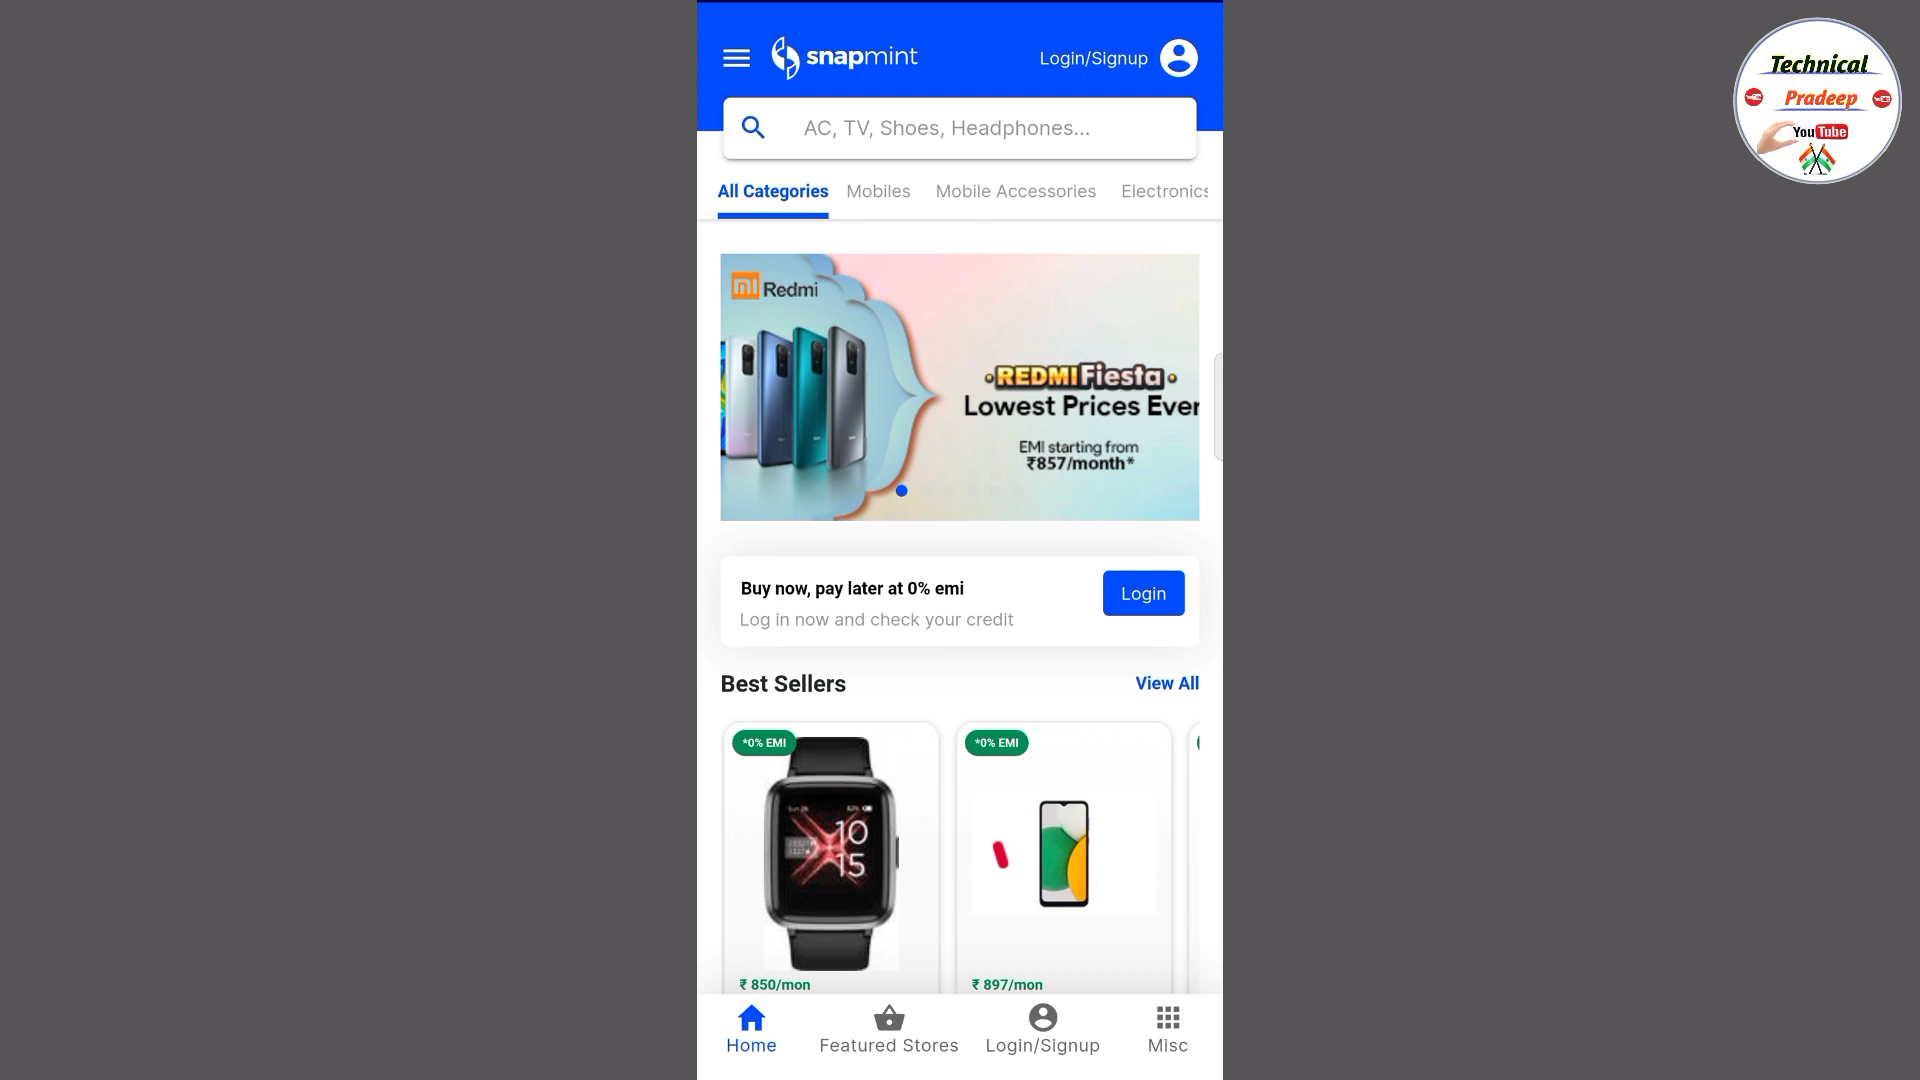 snapmint
Login/Signup
AC, TV, Shoes, Headphones...
All Categories
Mobiles
Mobile Accessories
Electronics
Redmi
REDMI Fiesta
Lowest Prices Ever
EMI starting from
₹857/month*
Buy now, pay later at 0% emi
Log in now and check your credit
Login
Best Sellers
View All
*0% EMI
*0% EMI
10
15
₹ 850/mon
₹ 897/mon
Home
Featured Stores
Login/Signup
Misc
Technical
Pradeep
YouTube